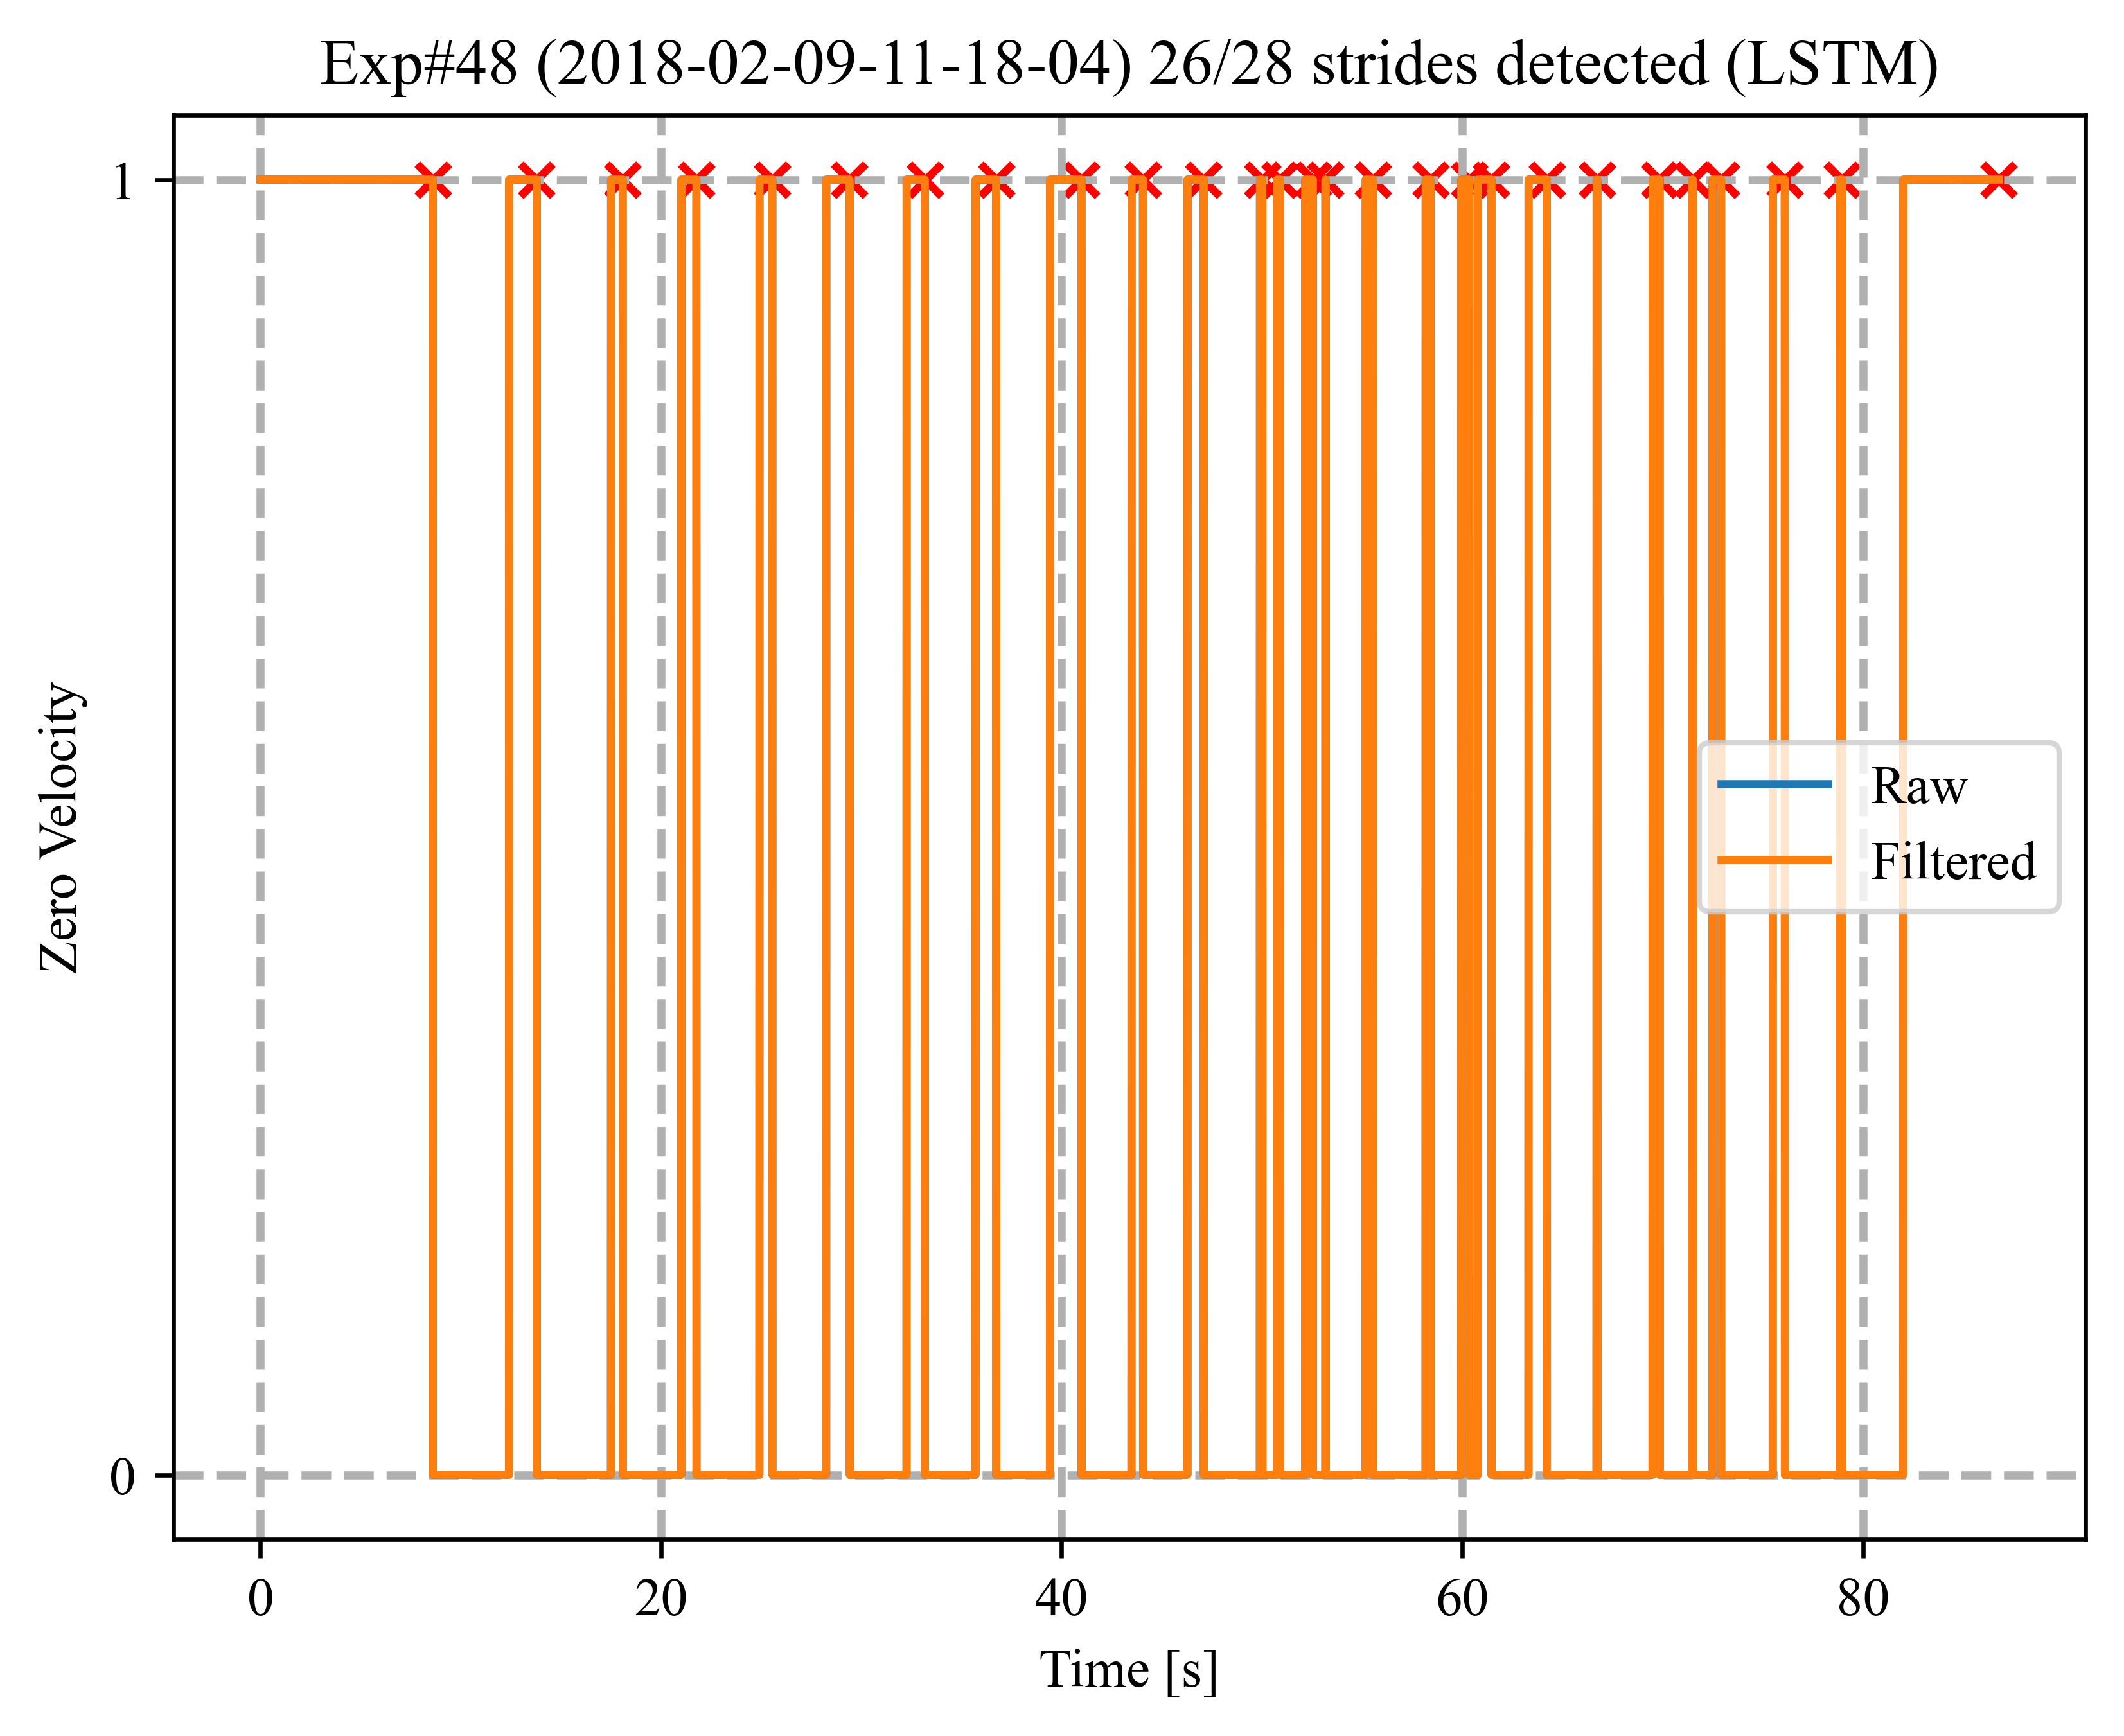 Exp#48 (2018-02-09-11-18-04) 26/28 strides detected (LSTM)
1
Zero Velocity
Raw
Filtered
0
0 20 40 60 80
Time [s]